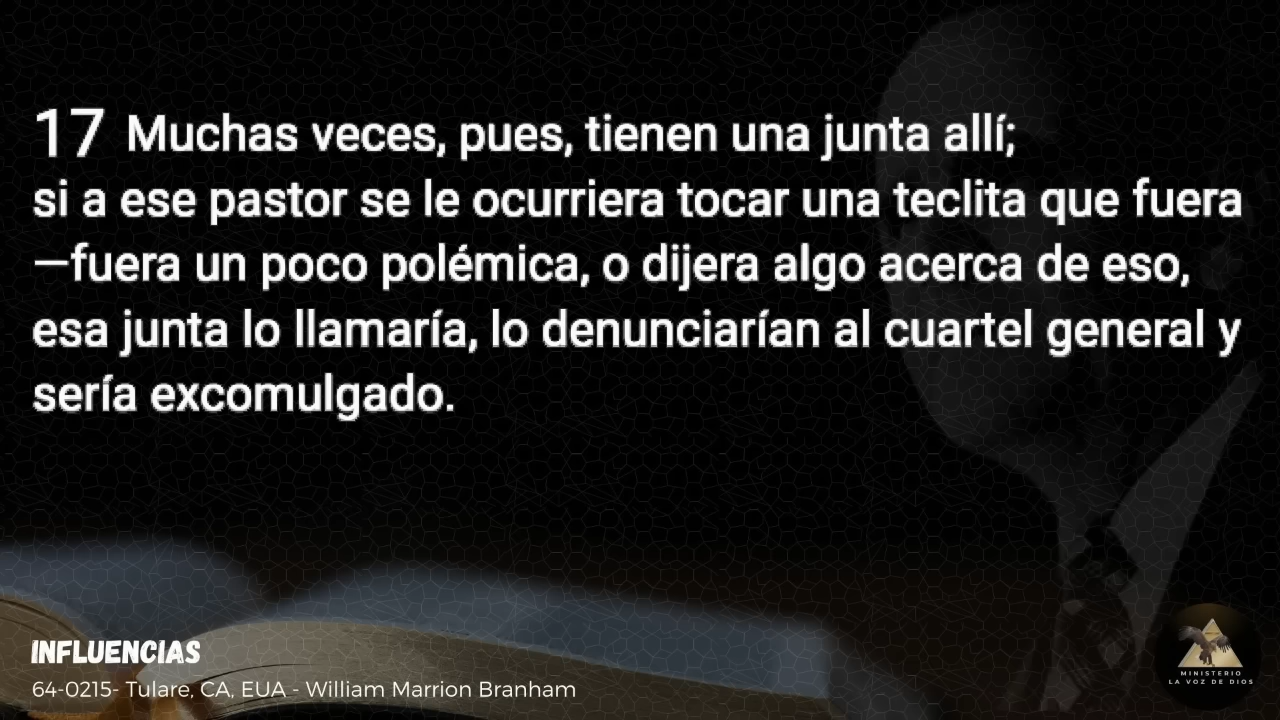 17 Muchas veces, pues, tienen una junta allí;
si a ese pastor se le ocurriera tocar una teclita que fuera
—fuera un poco polémica, o dijera algo acerca de eso,
esa junta lo llamaría, lo denunciarían al cuartel general y
sería excomulgado.
INFLUENCIAS
64-0215- Tulare, CA, EUA - William Marrion Branham
MINISTERIO
LA VOZ DE DIOS